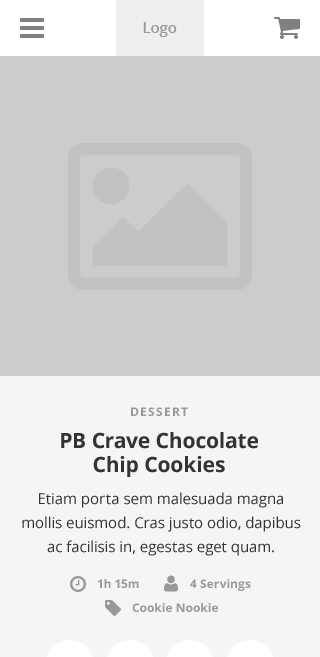 Logo
DESSERT
PB Crave Chocolate
Chip Cookies
Etiam porta sem malesuada magna
mollis euismod. Cras justo odio, dapibus
ac facilisis in, egestas eget quam.
1h 15m 4 Servings
Cookie Nookie